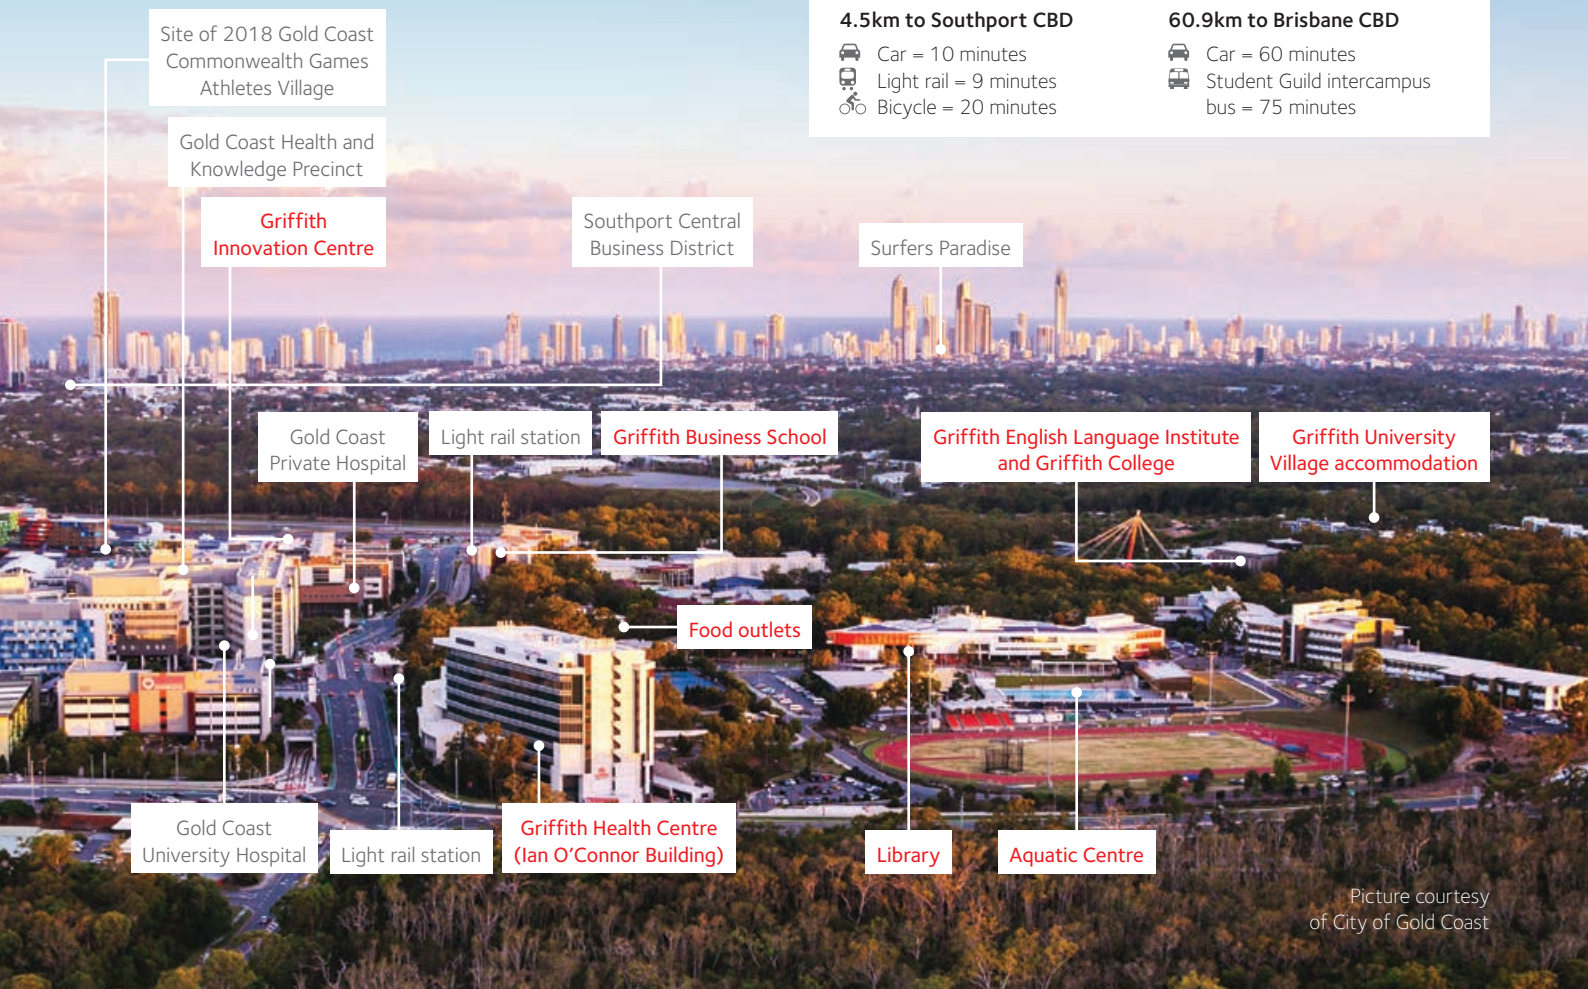 4.5km to Southport CBD
Car = 10 minutes
Light rail = 9 minutes
Bicycle = 20 minutes
60.9km to Brisbane CBD
Car = 60 minutes
Student Guild intercampus
bus = 75 minutes
Site of 2018 Gold Coast
Commonwealth Games
Athletes Village
Gold Coast Health and
Knowledge Precinct
Griffith
Innovation Centre
Southport Central
Business District
Surfers Paradise
Gold Coast
Private Hospital
Light rail station
Griffith Business School
Griffith English Language Institute
and Griffith College
Griffith University
Village accommodation
Food outlets
Gold Coast
University Hospital
Light rail station
Griffith Health Centre
(Ian O'Connor Building)
Library
Aquatic Centre
Picture courtesy
of City of Gold Coast